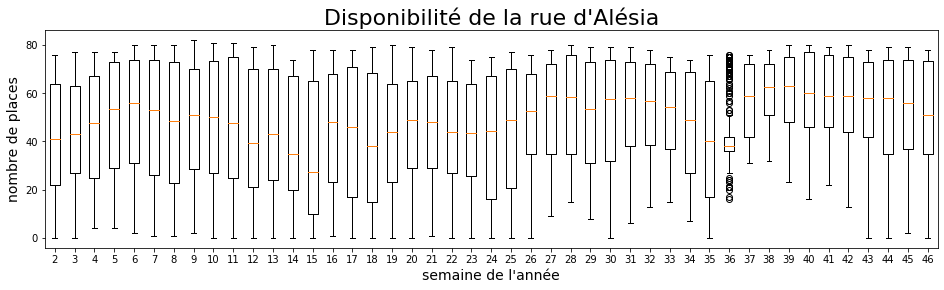 Disponibilité de la rue d'Alésia
nombre de places
80
60
40
20
0
2 3 4 5 6 7 8 9 10 11 12 13 14 15 16 17 18 19 20 21 22 23 24 25 26 27 28 29 30 31 32 33 34 35 36 37 38 39 40 41 42 43 44 45 46
semaine de l'année